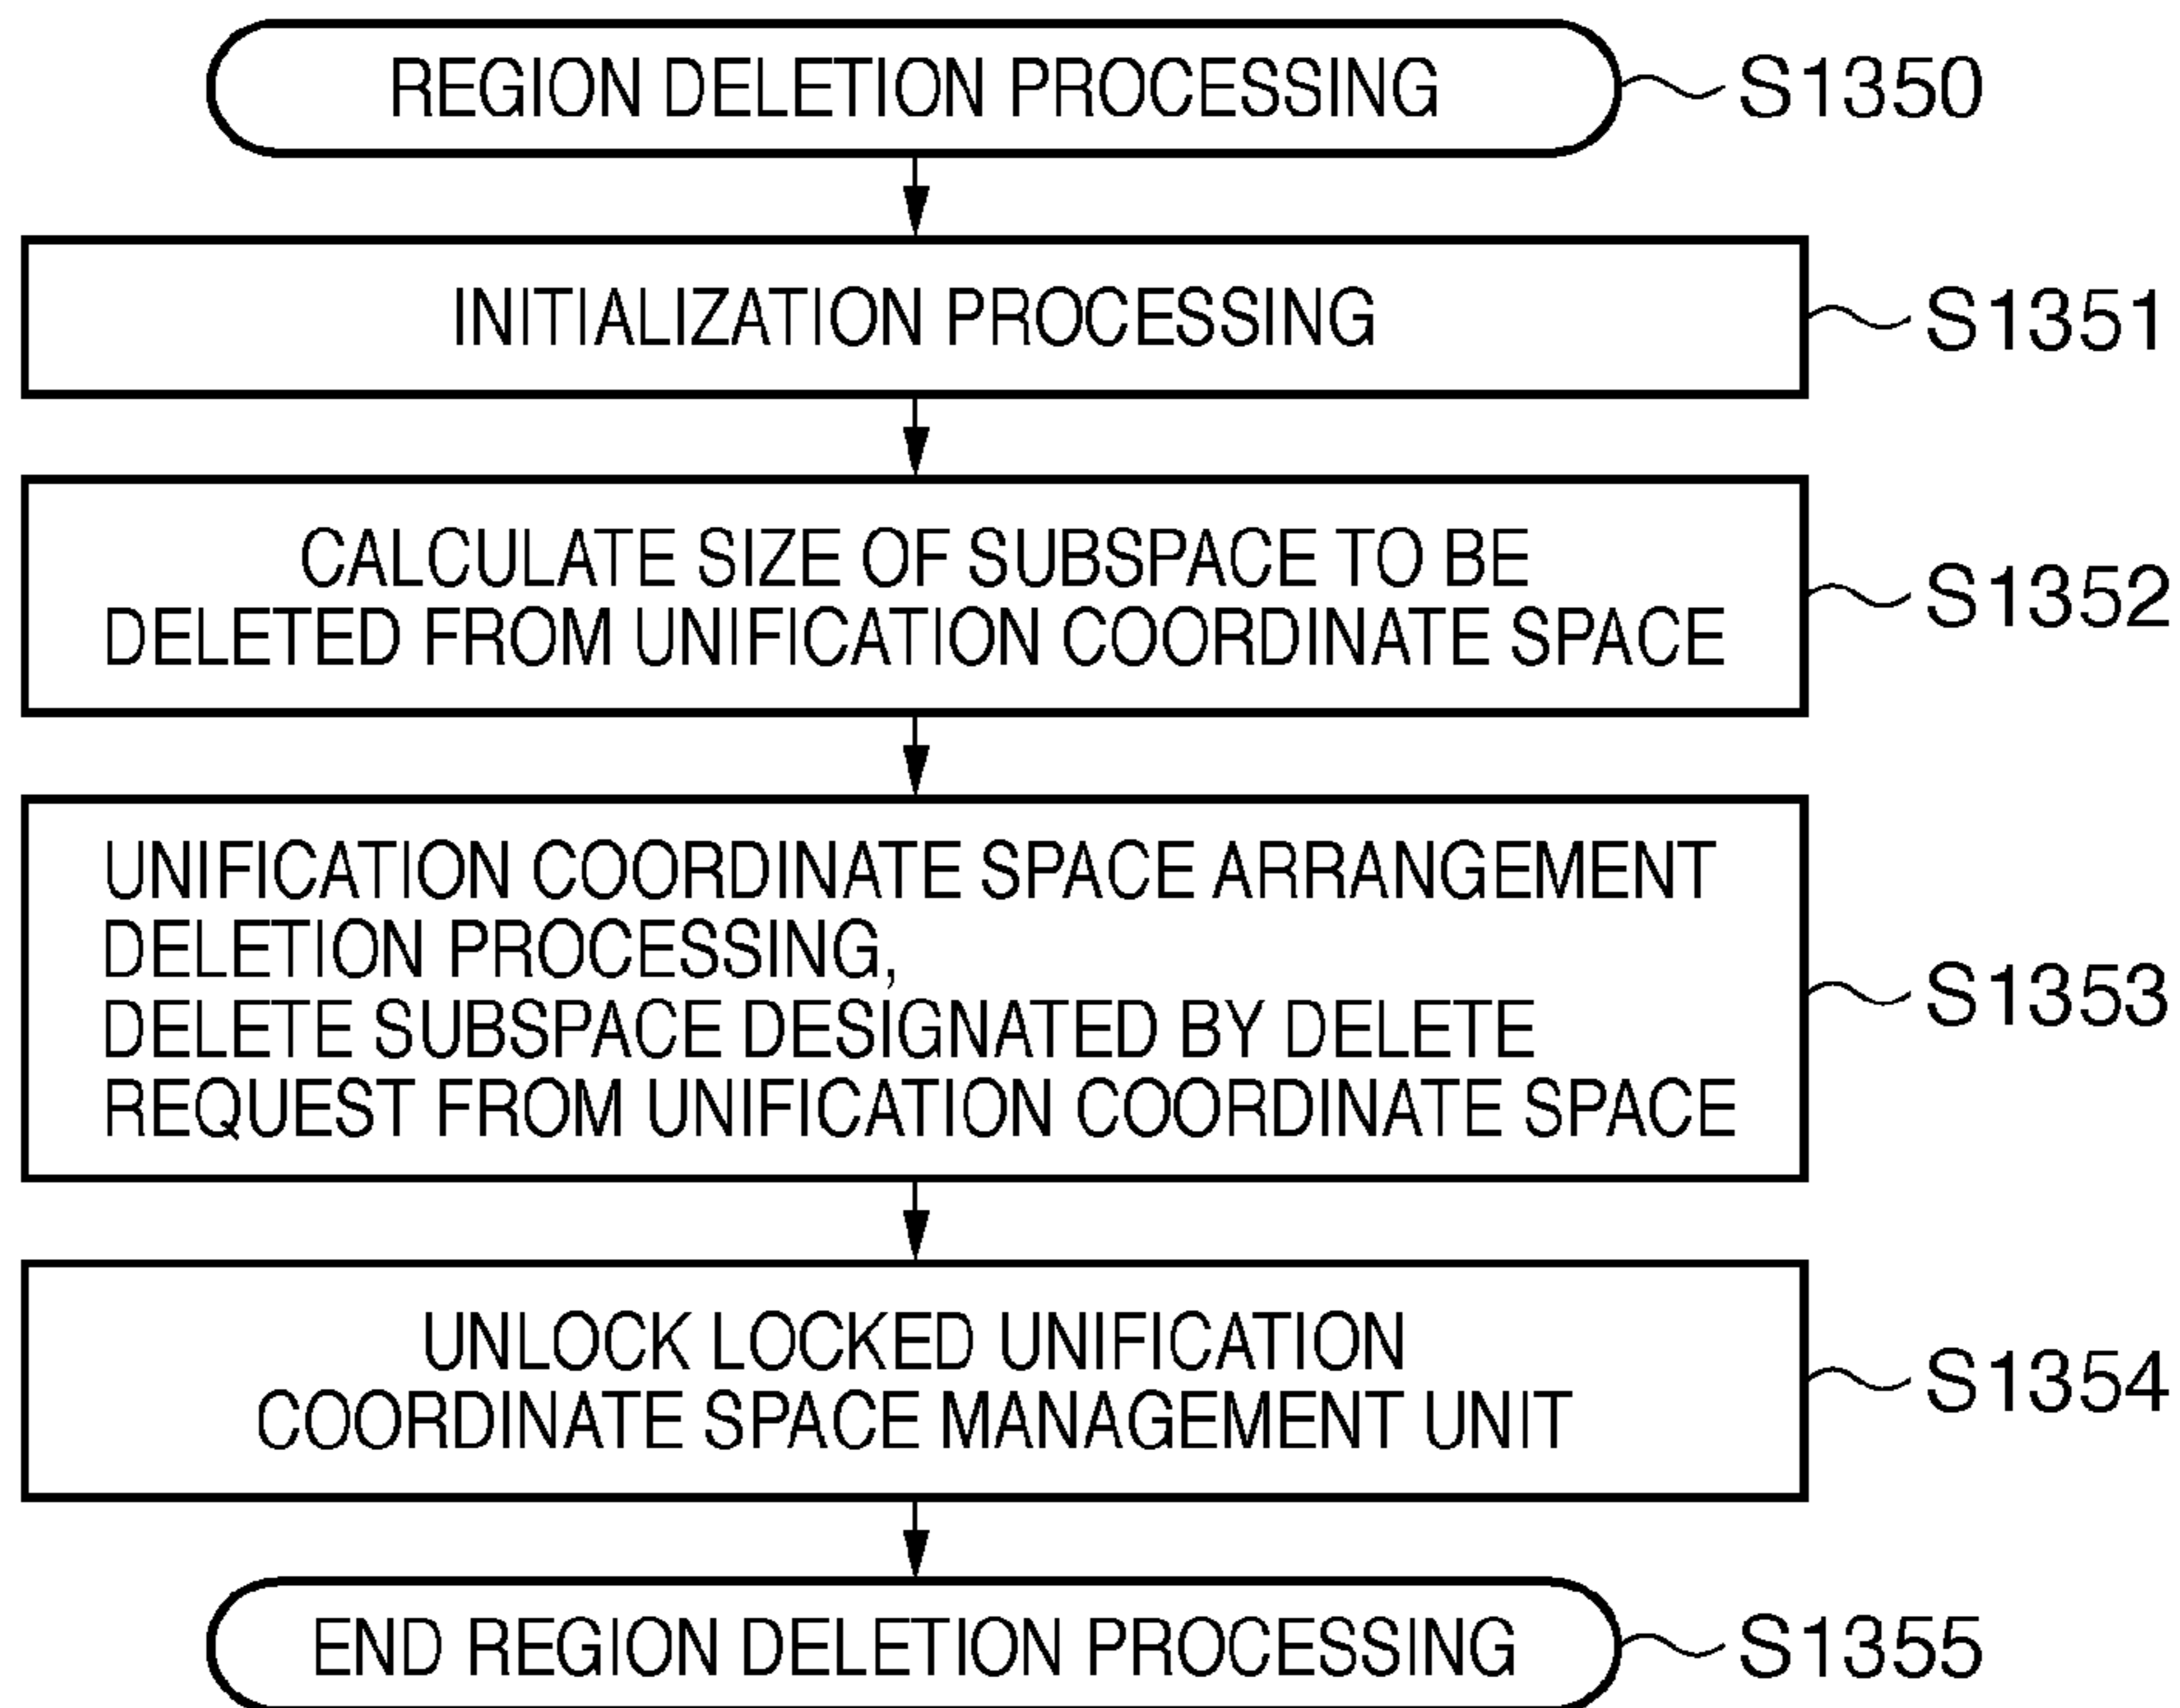 REGION DELETION PROCESSING
S1350
INITIALIZATION PROCESSING
S1351
CALCULATE SIZE OF SUBSPACE TO BE
DELETED FROM UNIFICATION COORDINATE SPACE
S1352
UNIFICATION COORDINATE SPACE ARRANGEMENT
DELETION PROCESSING,
DELETE SUBSPACE DESIGNATED BY DELETE
REQUEST FROM UNIFICATION COORDINATE SPACE
S1353
UNLOCK LOCKED UNIFICATION
COORDINATE SPACE MANAGEMENT UNIT
S1354
END REGION DELETION PROCESSING
S1355